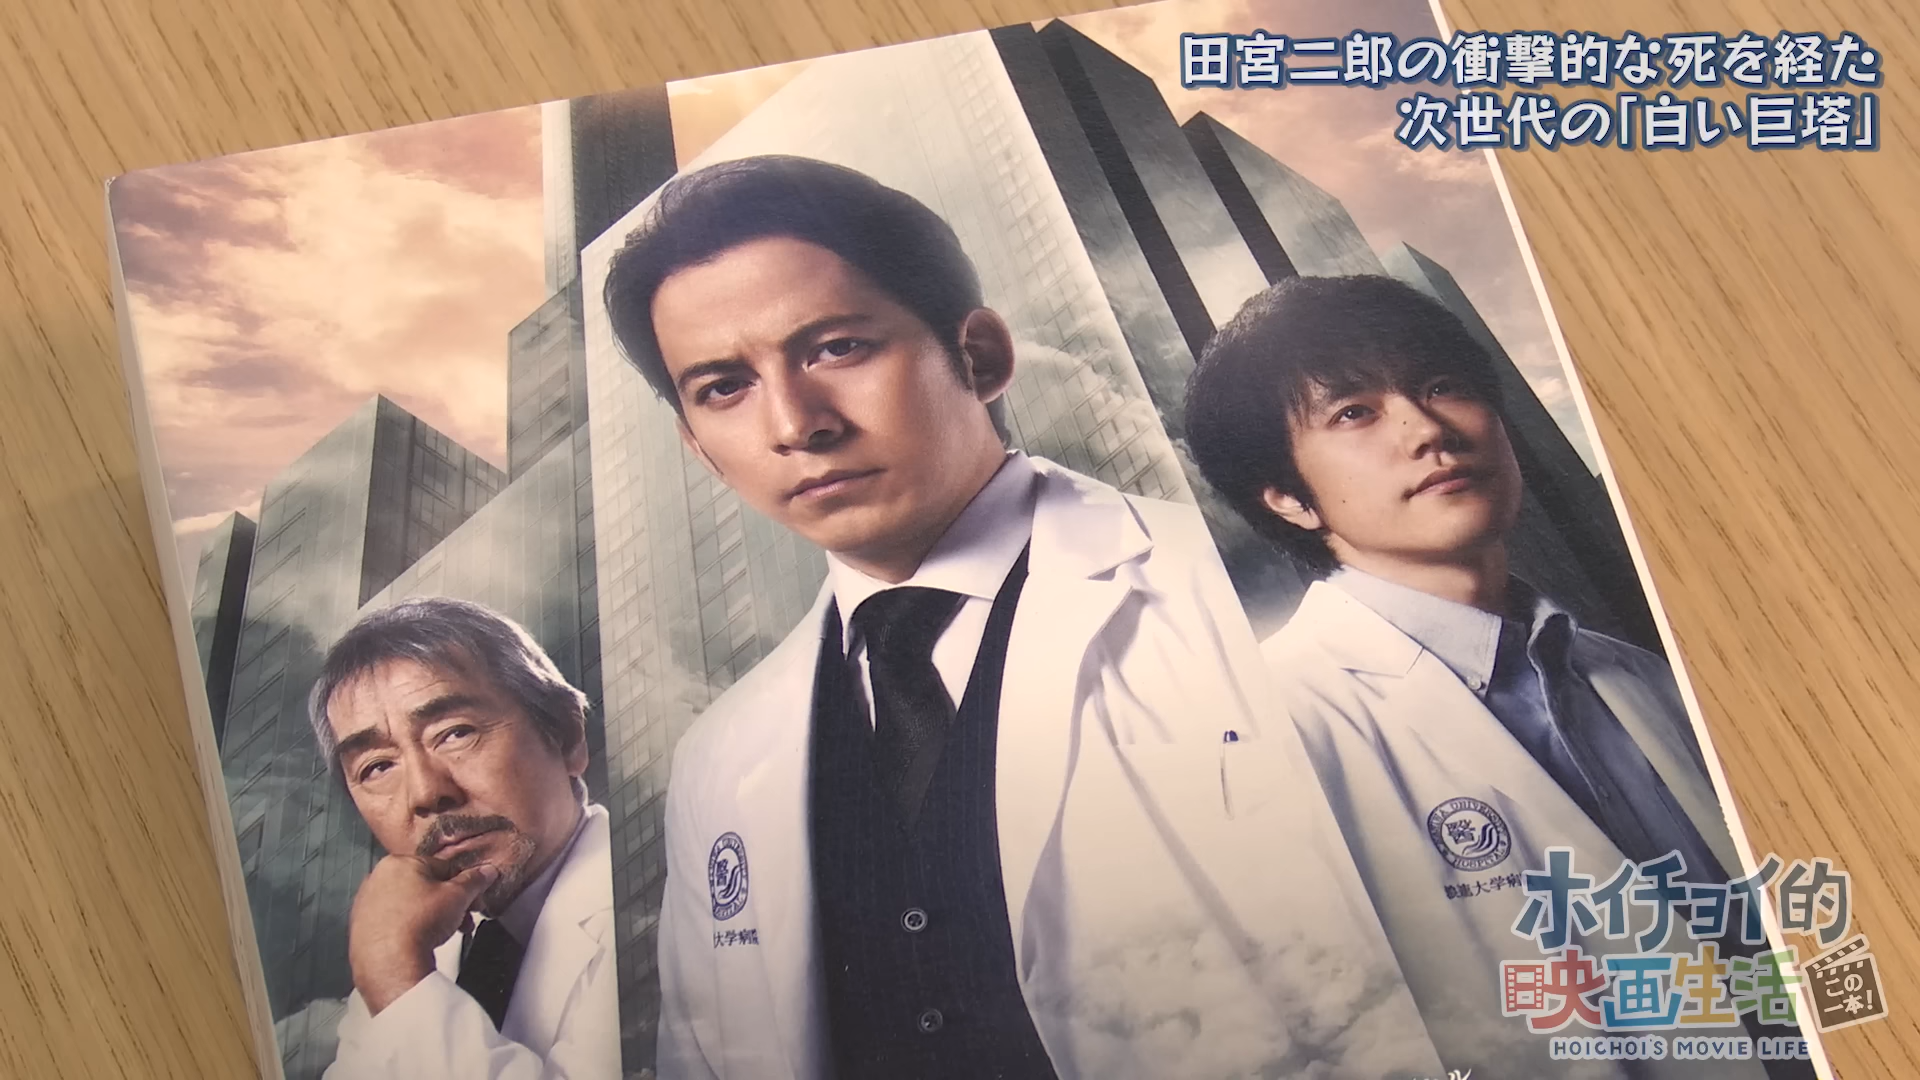 田宮二郎の衝撃的な死を経た
次世代の「白い巨塔」
大学病院
UNIVERSITY HOSPITAL
浪速大学病
ホイチョイ的
映画生活
この
一本!
HOICHOI'S MOVIE LIFE